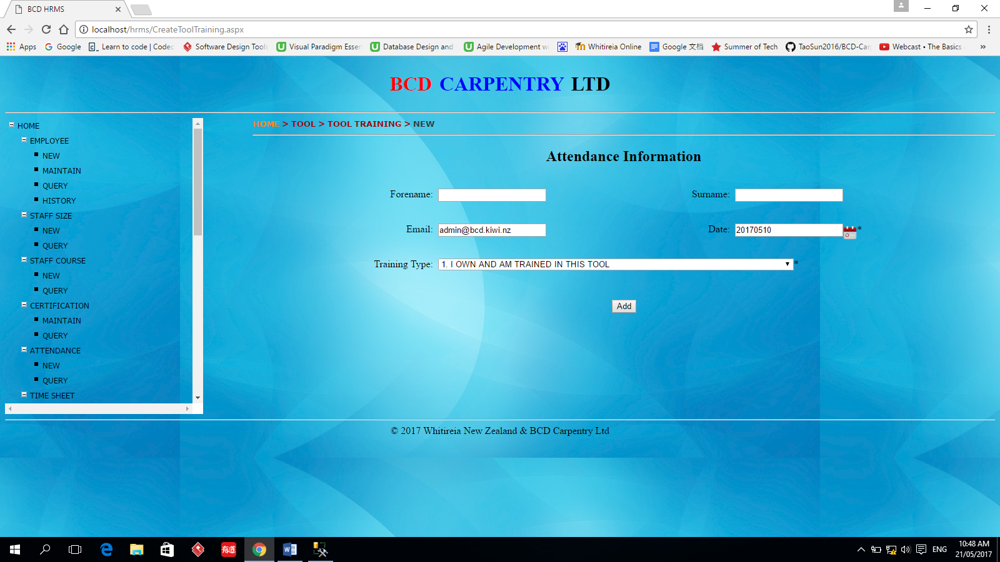 BCD HRMS
localhost/hrms/CreateToolTraining.aspx
Apps Google Learn to code | Codec Software Design Tools Visual Paradigm Essen Database Design and Agile Development w Whitireia Online Google 文档 Summer of Tech TaoSun2016/BCD-Car Webcast • The Basics »
BCD CARPENTRY LTD
HOME > TOOL > TOOL TRAINING > NEW
HOME
EMPLOYEE
NEW
MAINTAIN
QUERY
HISTORY
STAFF SIZE
NEW
QUERY
STAFF COURSE
NEW
QUERY
CERTIFICATION
MAINTAIN
QUERY
ATTENDANCE
NEW
QUERY
TIME SHEET
Attendance Information
Forename: Surname:
Email: admin@bcd.kiwi.nz Date: 20170510 *
Training Type: 1. I OWN AND AM TRAINED IN THIS TOOL *
Add
© 2017 Whitireia New Zealand & BCD Carpentry Ltd
有道
ENG
10:48 AM
21/05/2017